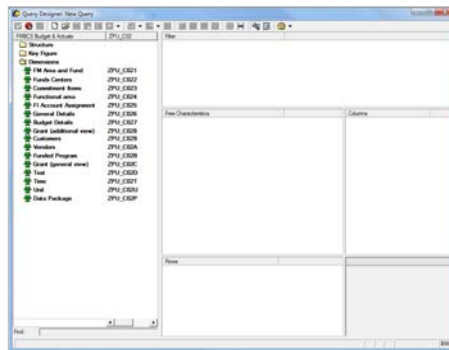 Query Designer: New Query
FMBCS Budget & Actuals ZPU_C02
Structure
Key Figure
Dimensions
FM Area and Fund ZPU_C021
Funds Centers ZPU_C022
Commitment Items ZPU_C023
Functional area ZPU_C024
FI Account Assignment ZPU_C025
General Details ZPU_C026
Budget Details ZPU_C027
Grant (additional view) ZPU_C028
Customers ZPU_C029
Vendors ZPU_C02A
Funded Program ZPU_C02B
Grant (general view) ZPU_C02C
Text ZPU_C02D
Time ZPU_C02T
Unit ZPU_C02U
Data Package ZPU_C02P
Find:
Filter
Free Characteristics
Columns
Rows